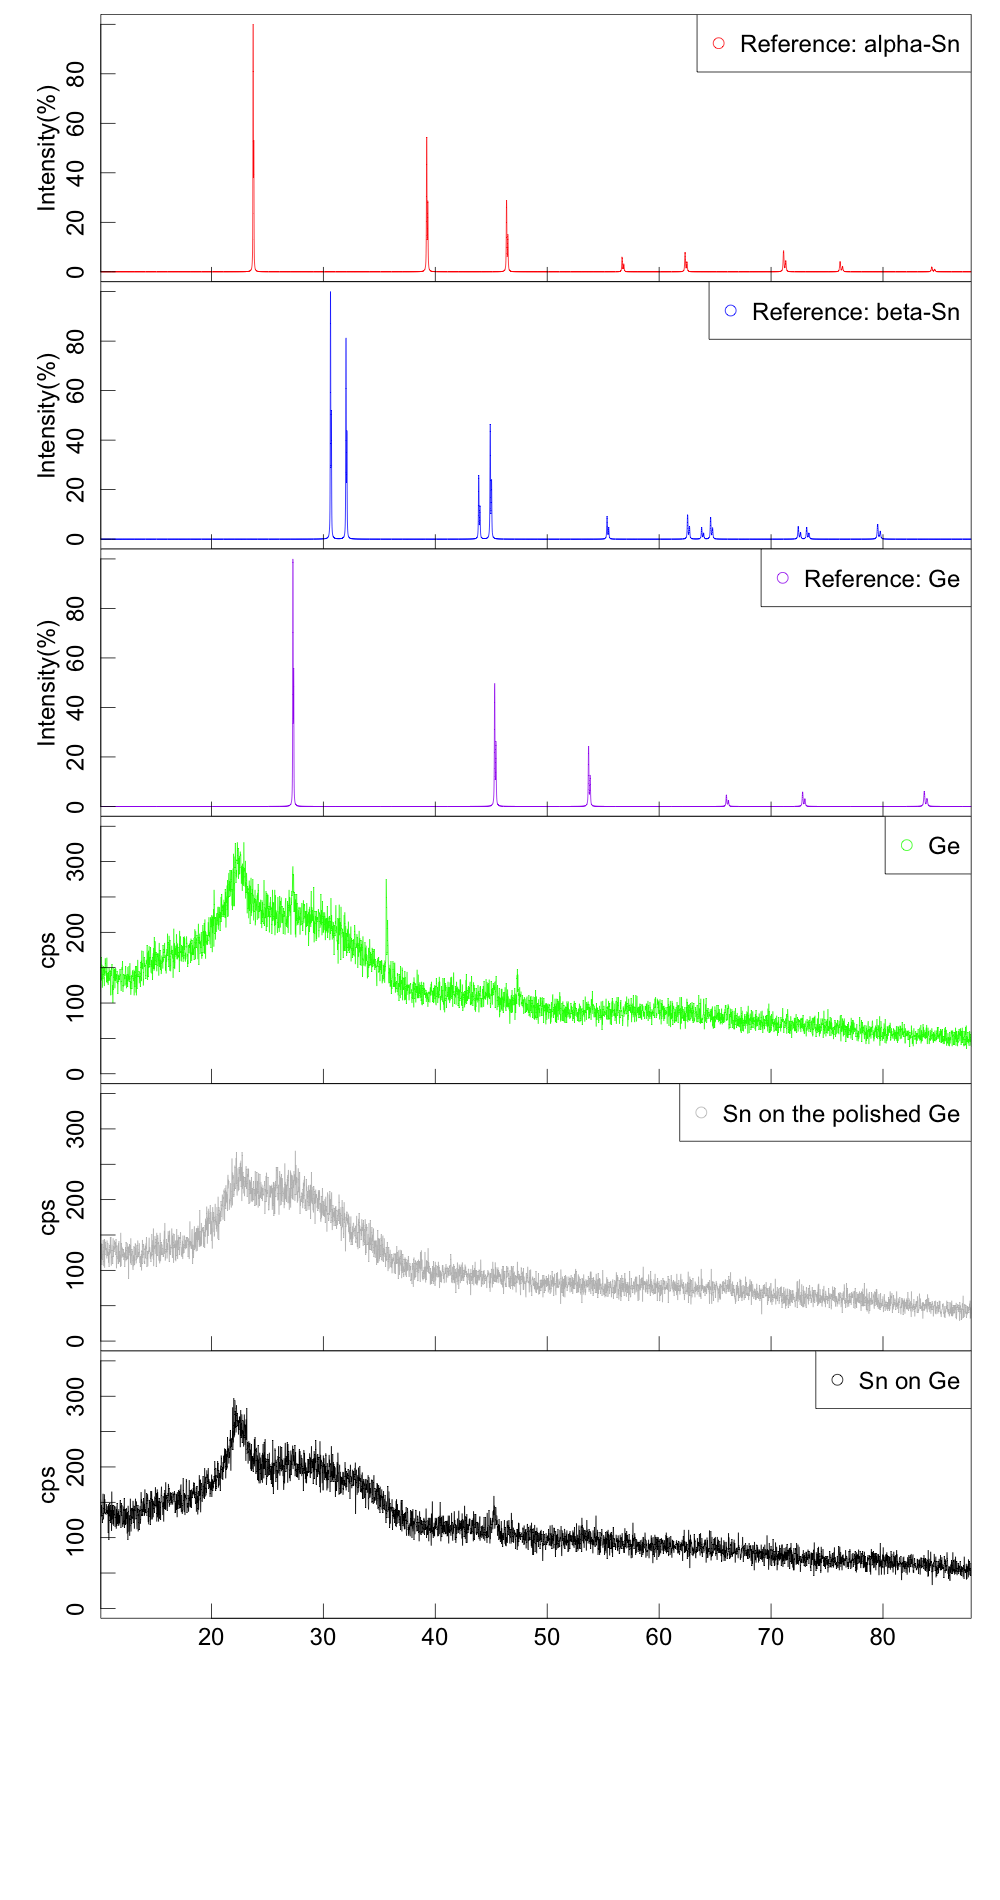 Reference: alpha-Sn
Intensity(%)
0 20 40 60 80
Reference: beta-Sn
Intensity(%)
0 20 40 60 80
Reference: Ge
Intensity(%)
0 20 40 60 80
Ge
cps
0 100 200 300
Sn on the polished Ge
cps
0 100 200 300
Sn on Ge
cps
0 100 200 300
20 30 40 50 60 70 80